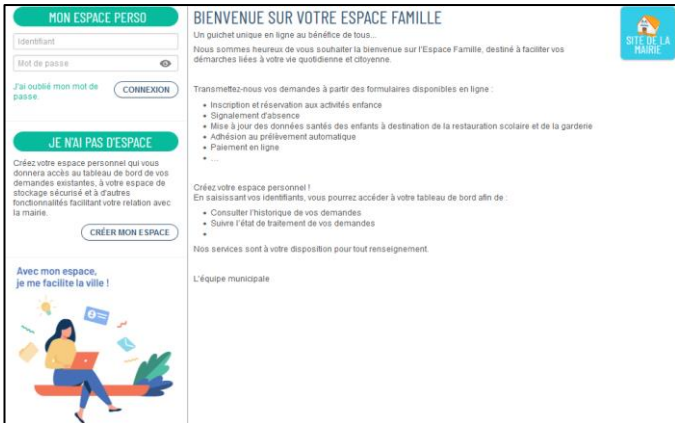 MON ESPACE PERSO
Identifiant
Mot de passe
J'ai oublié mon mot de
passe.
CONNEXION
JE N'AI PAS D'ESPACE
Créez votre espace personnel qui vous
donnera accès au tableau de bord de vos
demandes existantes, à votre espace de
stockage sécurisé et à d'autres
fonctionnalités facilitant votre relation avec
la mairie.
CRÉER MON ESPACE
Avec mon espace,
je me facilite la ville !
BIENVENUE SUR VOTRE ESPACE FAMILLE
Un guichet unique en ligne au bénéfice de tous...
Nous sommes heureux de vous souhaiter la bienvenue sur l'Espace Famille, destiné à faciliter vos
démarches liées à votre vie quotidienne et citoyenne.
Transmettez-nous vos demandes à partir des formulaires disponibles en ligne :
• Inscription et réservation aux activités enfance
• Signalement d'absence
• Mise à jour des données santés des enfants à destination de la restauration scolaire et de la garderie
• Adhésion au prélèvement automatique
• Paiement en ligne
• ....
Créez votre espace personnel !
En saisissant vos identifiants, vous pourrez accéder à votre tableau de bord afin de :
• Consulter l'historique de vos demandes
• Suivre l'état de traitement de vos demandes
•
Nos services sont à votre disposition pour tout renseignement.
L'équipe municipale
SITE DE LA
MAIRIE